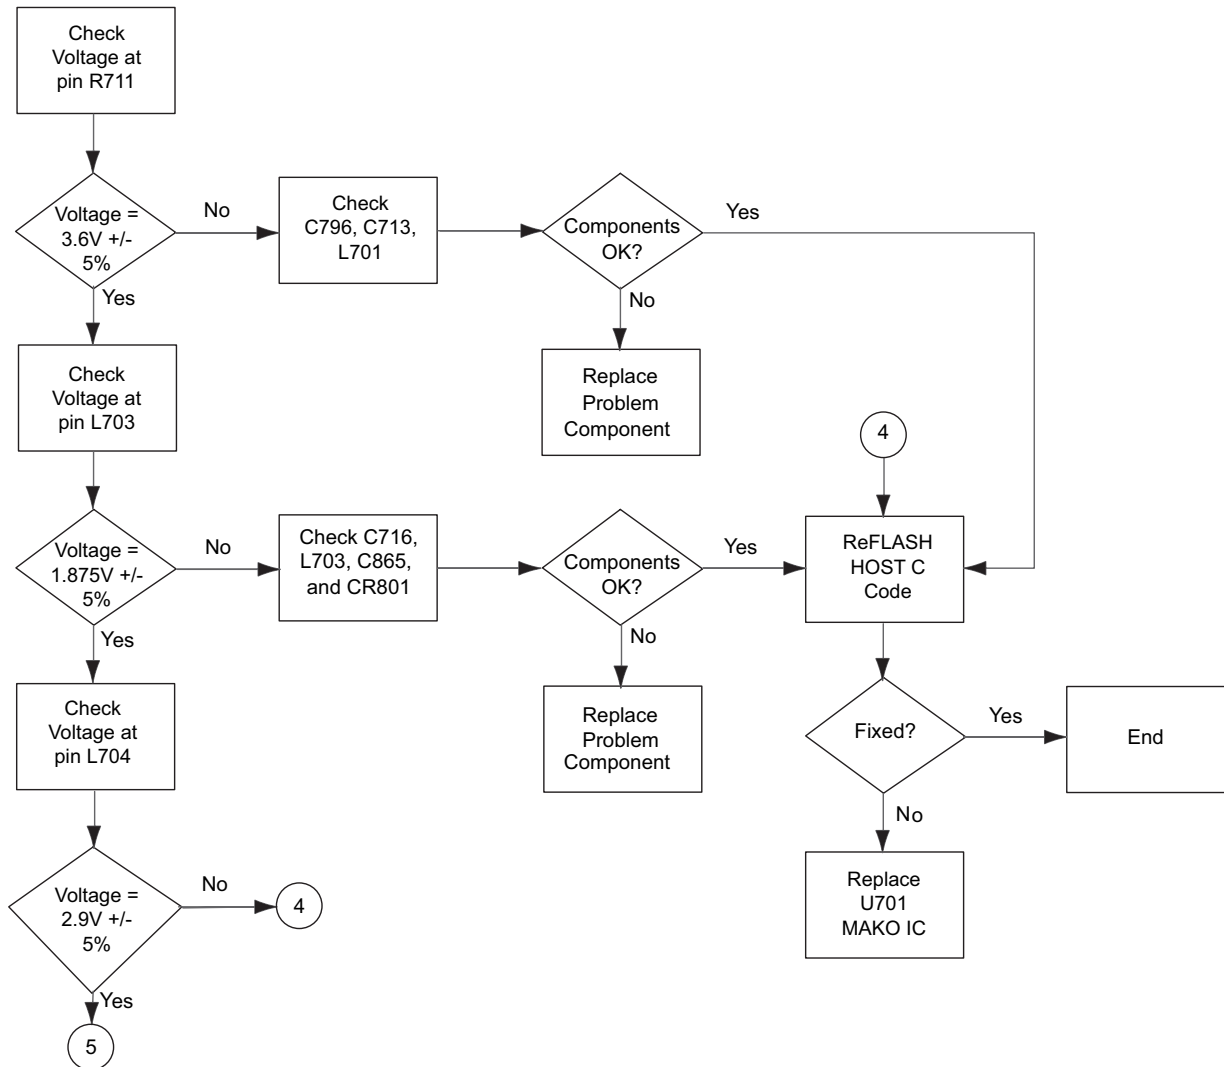 Check
Voltage at
pin R711
Voltage =
3.6V +/-
5%
No
Check
C796, C713,
L701
Components
OK?
Yes
No
Replace
Problem
Component
Yes
Check
Voltage at
pin L703
Voltage =
1.875V +/-
5%
No
Check C716,
L703, C865,
and CR801
Components
OK?
Yes
No
Replace
Problem
Component
4
ReFLASH
HOST C
Code
Fixed?
Yes
End
No
Replace
U701
MAKO IC
Yes
Check
Voltage at
pin L704
Voltage =
2.9V +/-
5%
No
4
Yes
5